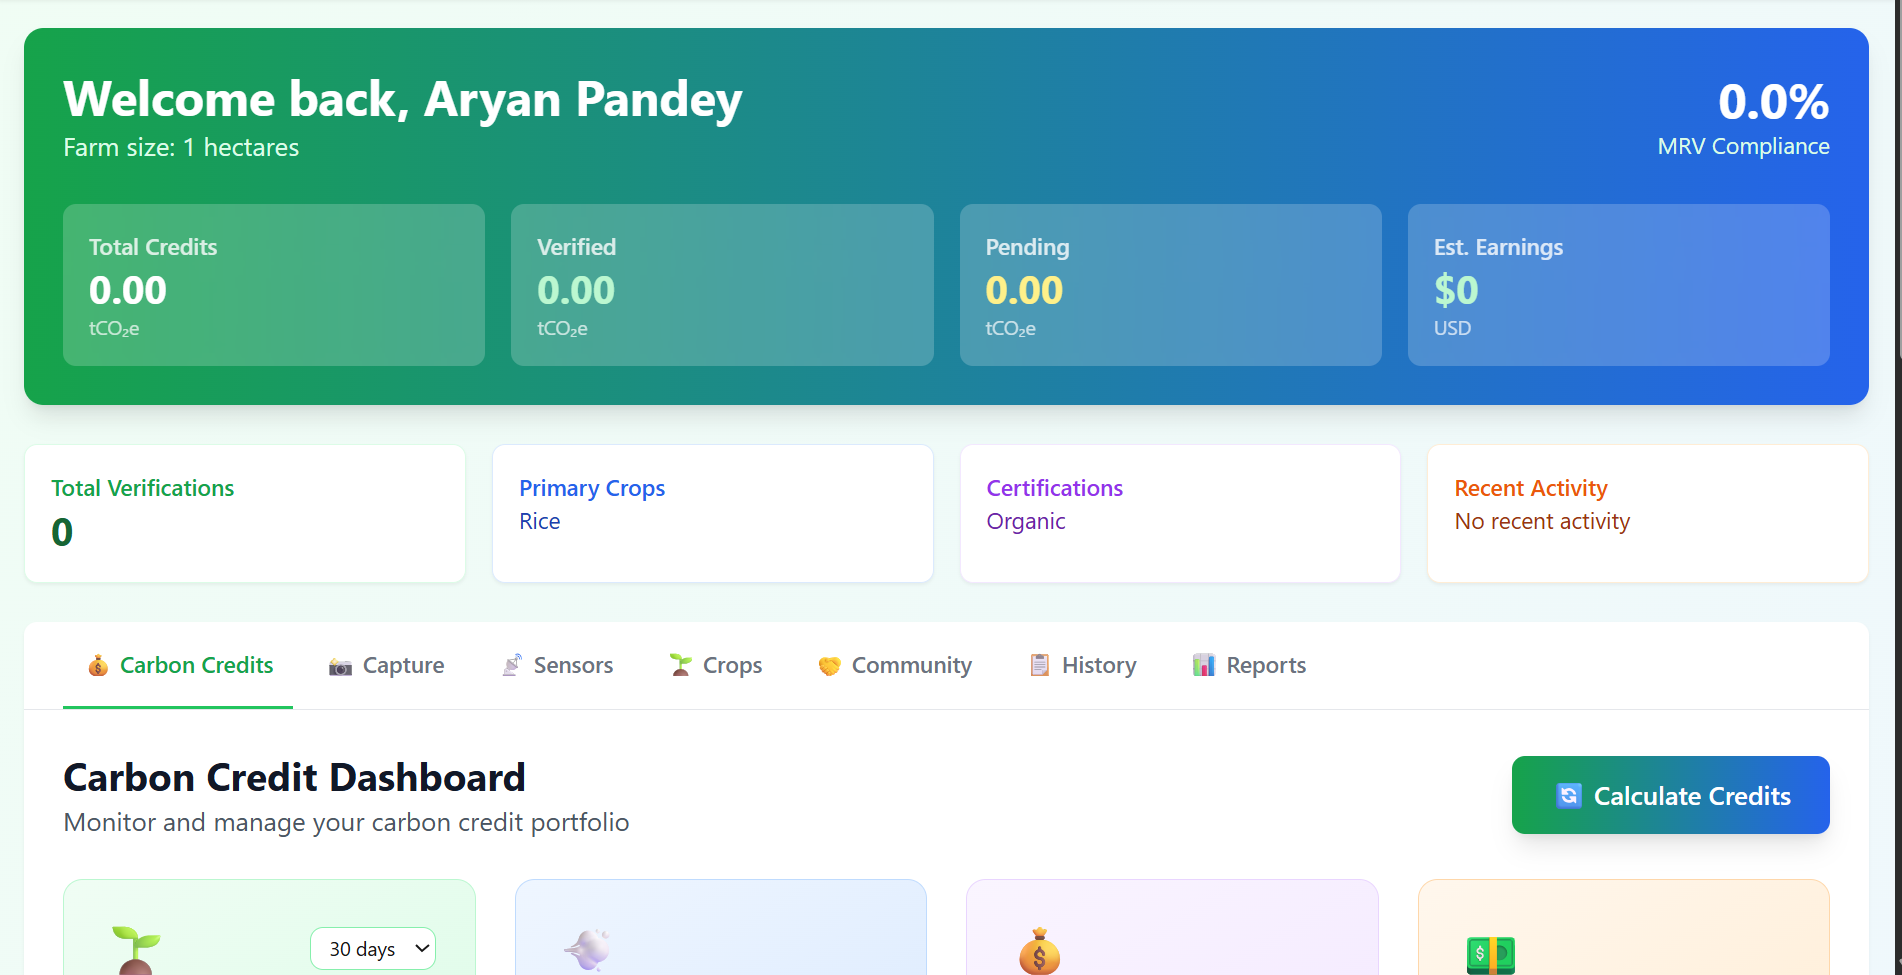 Welcome back, Aryan Pandey
Farm size: 1 hectares
0.0%
MRV Compliance
Total Credits
0.00
tCO₂e
Verified
0.00
tCO₂e
Pending
0.00
tCO₂e
Est. Earnings
$0
USD
Total Verifications
0
Primary Crops
Rice
Certifications
Organic
Recent Activity
No recent activity
Carbon Credits
Capture
Sensors
Crops
Community
History
Reports
Carbon Credit Dashboard
Monitor and manage your carbon credit portfolio
Calculate Credits
30 days